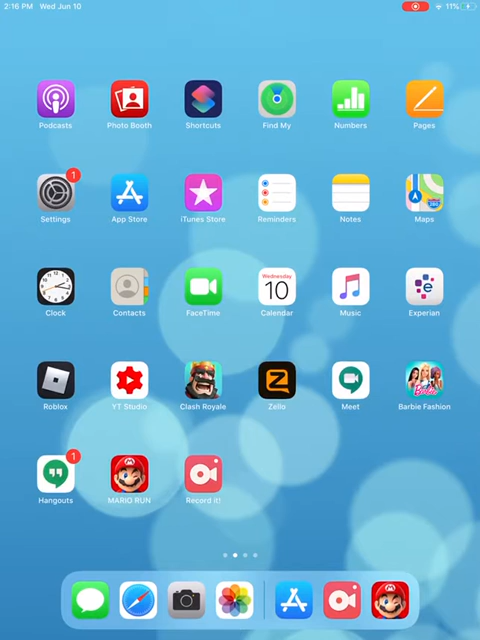 2:16 PM Wed Jun 10 11%
Podcasts Photo Booth Shortcuts Find My Numbers Pages
1
Settings App Store iTunes Store Reminders Notes Maps
Wednesday
10
Clock Contacts FaceTime Calendar Music Experian
Roblox YT Studio Clash Royale Zello Meet Barbie Fashion
1
Hangouts MARIO RUN Record it!